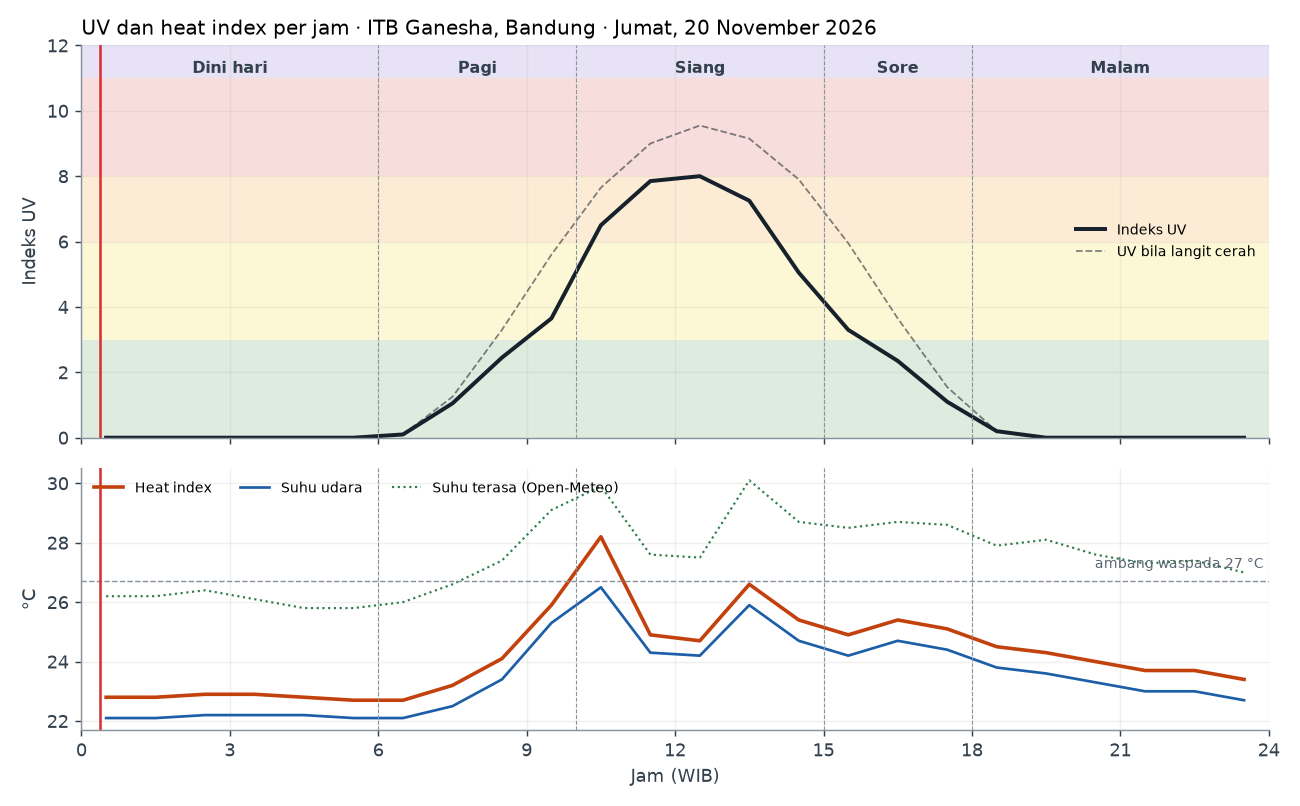 UV dan heat index per jam · ITB Ganesha, Bandung · Jumat, 20 November 2026
Dini hari Pagi Siang Sore Malam
12
10
8
6
4
2
0
Indeks UV
Indeks UV
UV bila langit cerah
Heat index Suhu udara Suhu terasa (Open-Meteo)
ambang waspada 27 °C
30
28
26
24
22
°C
0 3 6 9 12 15 18 21 24
Jam (WIB)